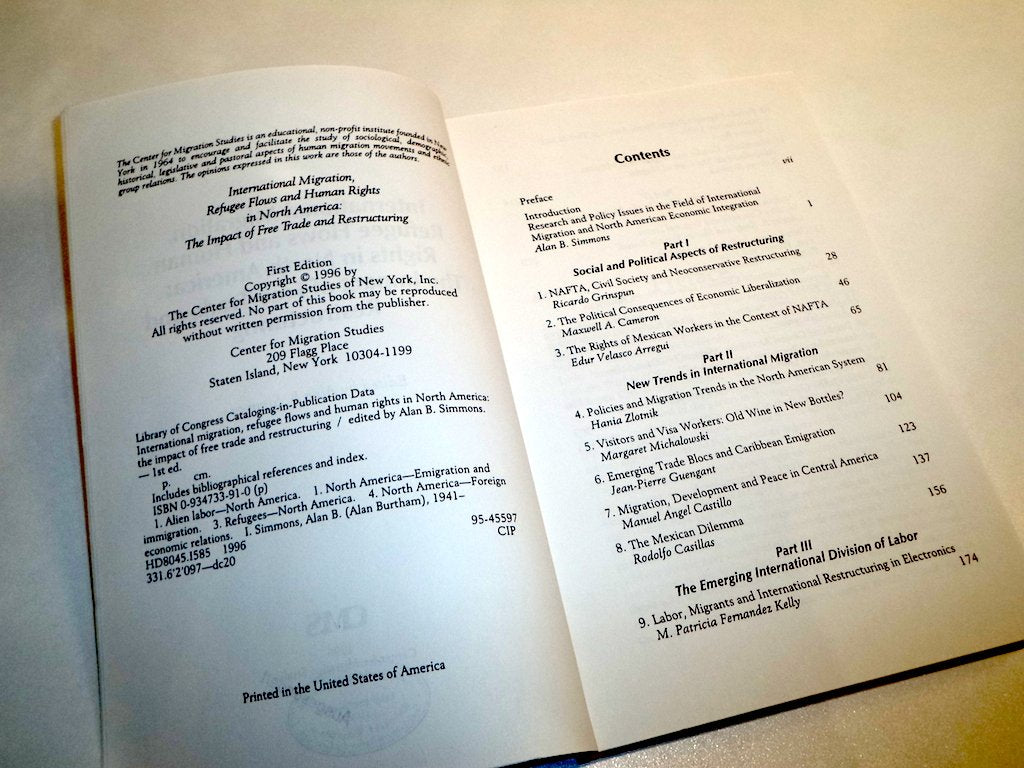 The Center for Migration Studies is an educational, non-profit institute founded in New
York in 1964 to encourage and facilitate the study of sociological, demographic,
historical, legislative and pastoral aspects of human migration movements and ethnic
group relations. The opinions expressed in this work are those of the authors.
International Migration,
Refugee Flows and Human Rights
in North America:
The Impact of Free Trade and Restructuring
First Edition
Copyright © 1996 by
The Center for Migration Studies of New York, Inc.
All rights reserved. No part of this book may be reproduced
without written permission from the publisher.
Center for Migration Studies
209 Flagg Place
Staten Island, New York 10304-1199
Library of Congress Cataloging-in-Publication Data
International migration, refugee flows and human rights in North America:
the impact of free trade and restructuring / edited by Alan B. Simmons.
— 1st ed.
p. cm.
Includes bibliographical references and index.
ISBN 0-934733-91-0 (p)
1. Alien labor—North America. 1. North America—Emigration and
immigration. 3. Refugees—North America. 4. North America—Foreign
economic relations. 1. Simmons, Alan B. (Alan Burtham), 1941–
HD8045.I585 1996 95-45597
331.6'2'097—dc20 CIP
Printed in the United States of America
Contents
Preface vii
Introduction
Research and Policy Issues in the Field of International
Migration and North American Economic Integration 1
Alan B. Simmons
Part I
Social and Political Aspects of Restructuring
1. NAFTA, Civil Society and Neoconservative Restructuring 28
Ricardo Grinspun
2. The Political Consequences of Economic Liberalization 46
Maxwell A. Cameron
3. The Rights of Mexican Workers in the Context of NAFTA 65
Edur Velasco Arregui
Part II
New Trends in International Migration
4. Policies and Migration Trends in the North American System 81
Hania Zlotnik
5. Visitors and Visa Workers: Old Wine in New Bottles? 104
Margaret Michalowski
6. Emerging Trade Blocs and Caribbean Emigration 123
Jean-Pierre Guengant
7. Migration, Development and Peace in Central America 137
Manuel Angel Castillo
8. The Mexican Dilemma 156
Rodolfo Casillas
Part III
The Emerging International Division of Labor
9. Labor, Migrants and International Restructuring in Electronics 174
M. Patricia Fernandez Kelly